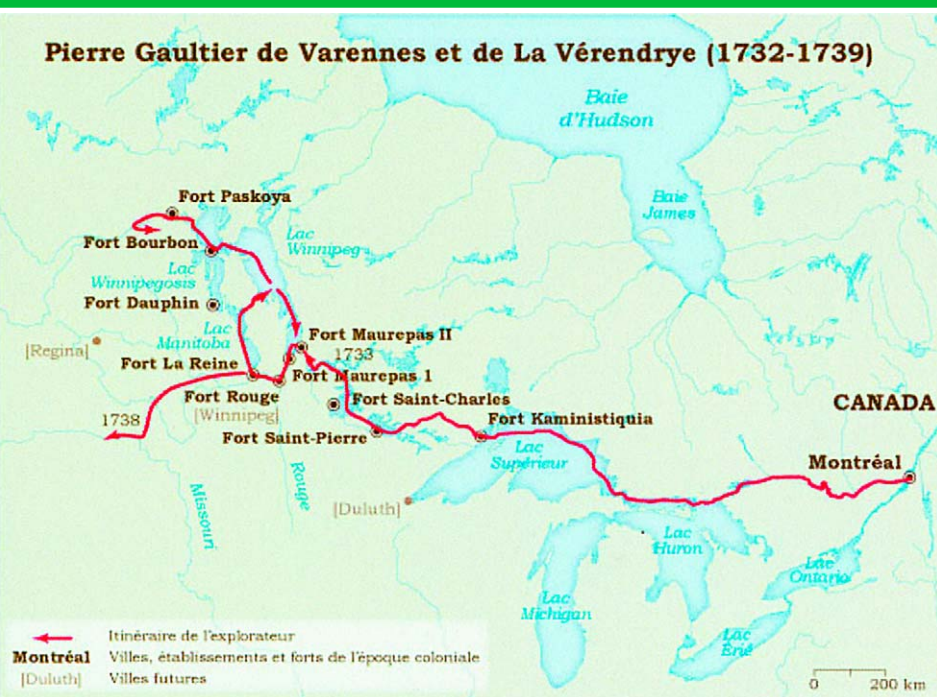 Pierre Gaultier de Varennes et de La Vérendrye (1732-1739)
Baie
d'Hudson
Baie
James
Fort Paskoya
Lac
Winnipeg
Fort Bourbon
Lac
Winnipegosis
Fort Dauphin
Lac
Manitoba
Fort Maurepas II
[Regina]
1733
Fort La Reine
Fort Maurepas 1
Fort Rouge
[Winnipeg]
Fort Saint-Charles
CANADA
1738
Fort Kaministiquia
Fort Saint-Pierre
Lac
Supérieur
Montréal
Missouri
Rouge
[Duluth]
Lac
Huron
Lac
Ontario
Lac
Michigan
Lac
Érié
Itinéraire de l'explorateur
Montréal Villes, établissements et forts de l'époque coloniale
[Duluth] Villes futures
0 200 km